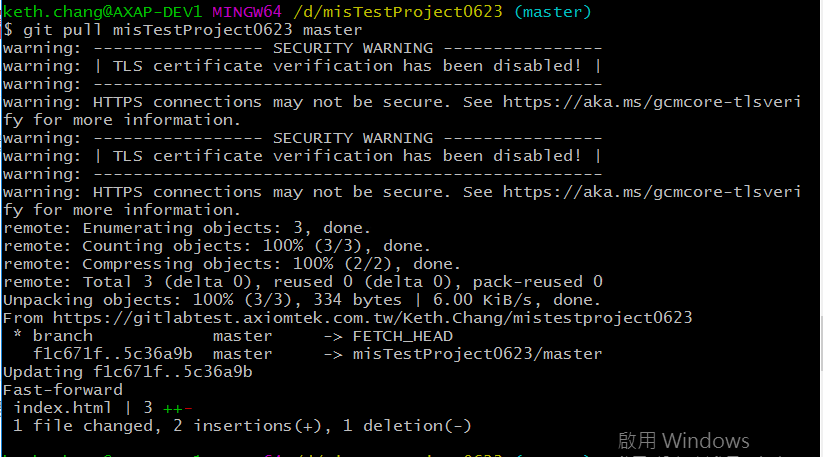 keth.chang@AXAP-DEV1 MINGW64 /d/misTestProject0623 (master)
$ git pull misTestProject0623 master
warning: ----------------- SECURITY WARNING ----------------
warning: | TLS certificate verification has been disabled! |
warning: ---------------------------------------------------
warning: HTTPS connections may not be secure. See https://aka.ms/gcmcore-tlsveri
fy for more information.
warning: ----------------- SECURITY WARNING ----------------
warning: | TLS certificate verification has been disabled! |
warning: ---------------------------------------------------
warning: HTTPS connections may not be secure. See https://aka.ms/gcmcore-tlsveri
fy for more information.
remote: Enumerating objects: 3, done.
remote: Counting objects: 100% (3/3), done.
remote: Compressing objects: 100% (2/2), done.
remote: Total 3 (delta 0), reused 0 (delta 0), pack-reused 0
Unpacking objects: 100% (3/3), 334 bytes | 6.00 KiB/s, done.
From https://gitlabtest.axiomtek.com.tw/Keth.Chang/mistestproject0623
 * branch            master     -> FETCH_HEAD
   f1c671f..5c36a9b  master     -> misTestProject0623/master
Updating f1c671f..5c36a9b
Fast-forward
 index.html | 3 ++-
 1 file changed, 2 insertions(+), 1 deletion(-)
啟用 Windows